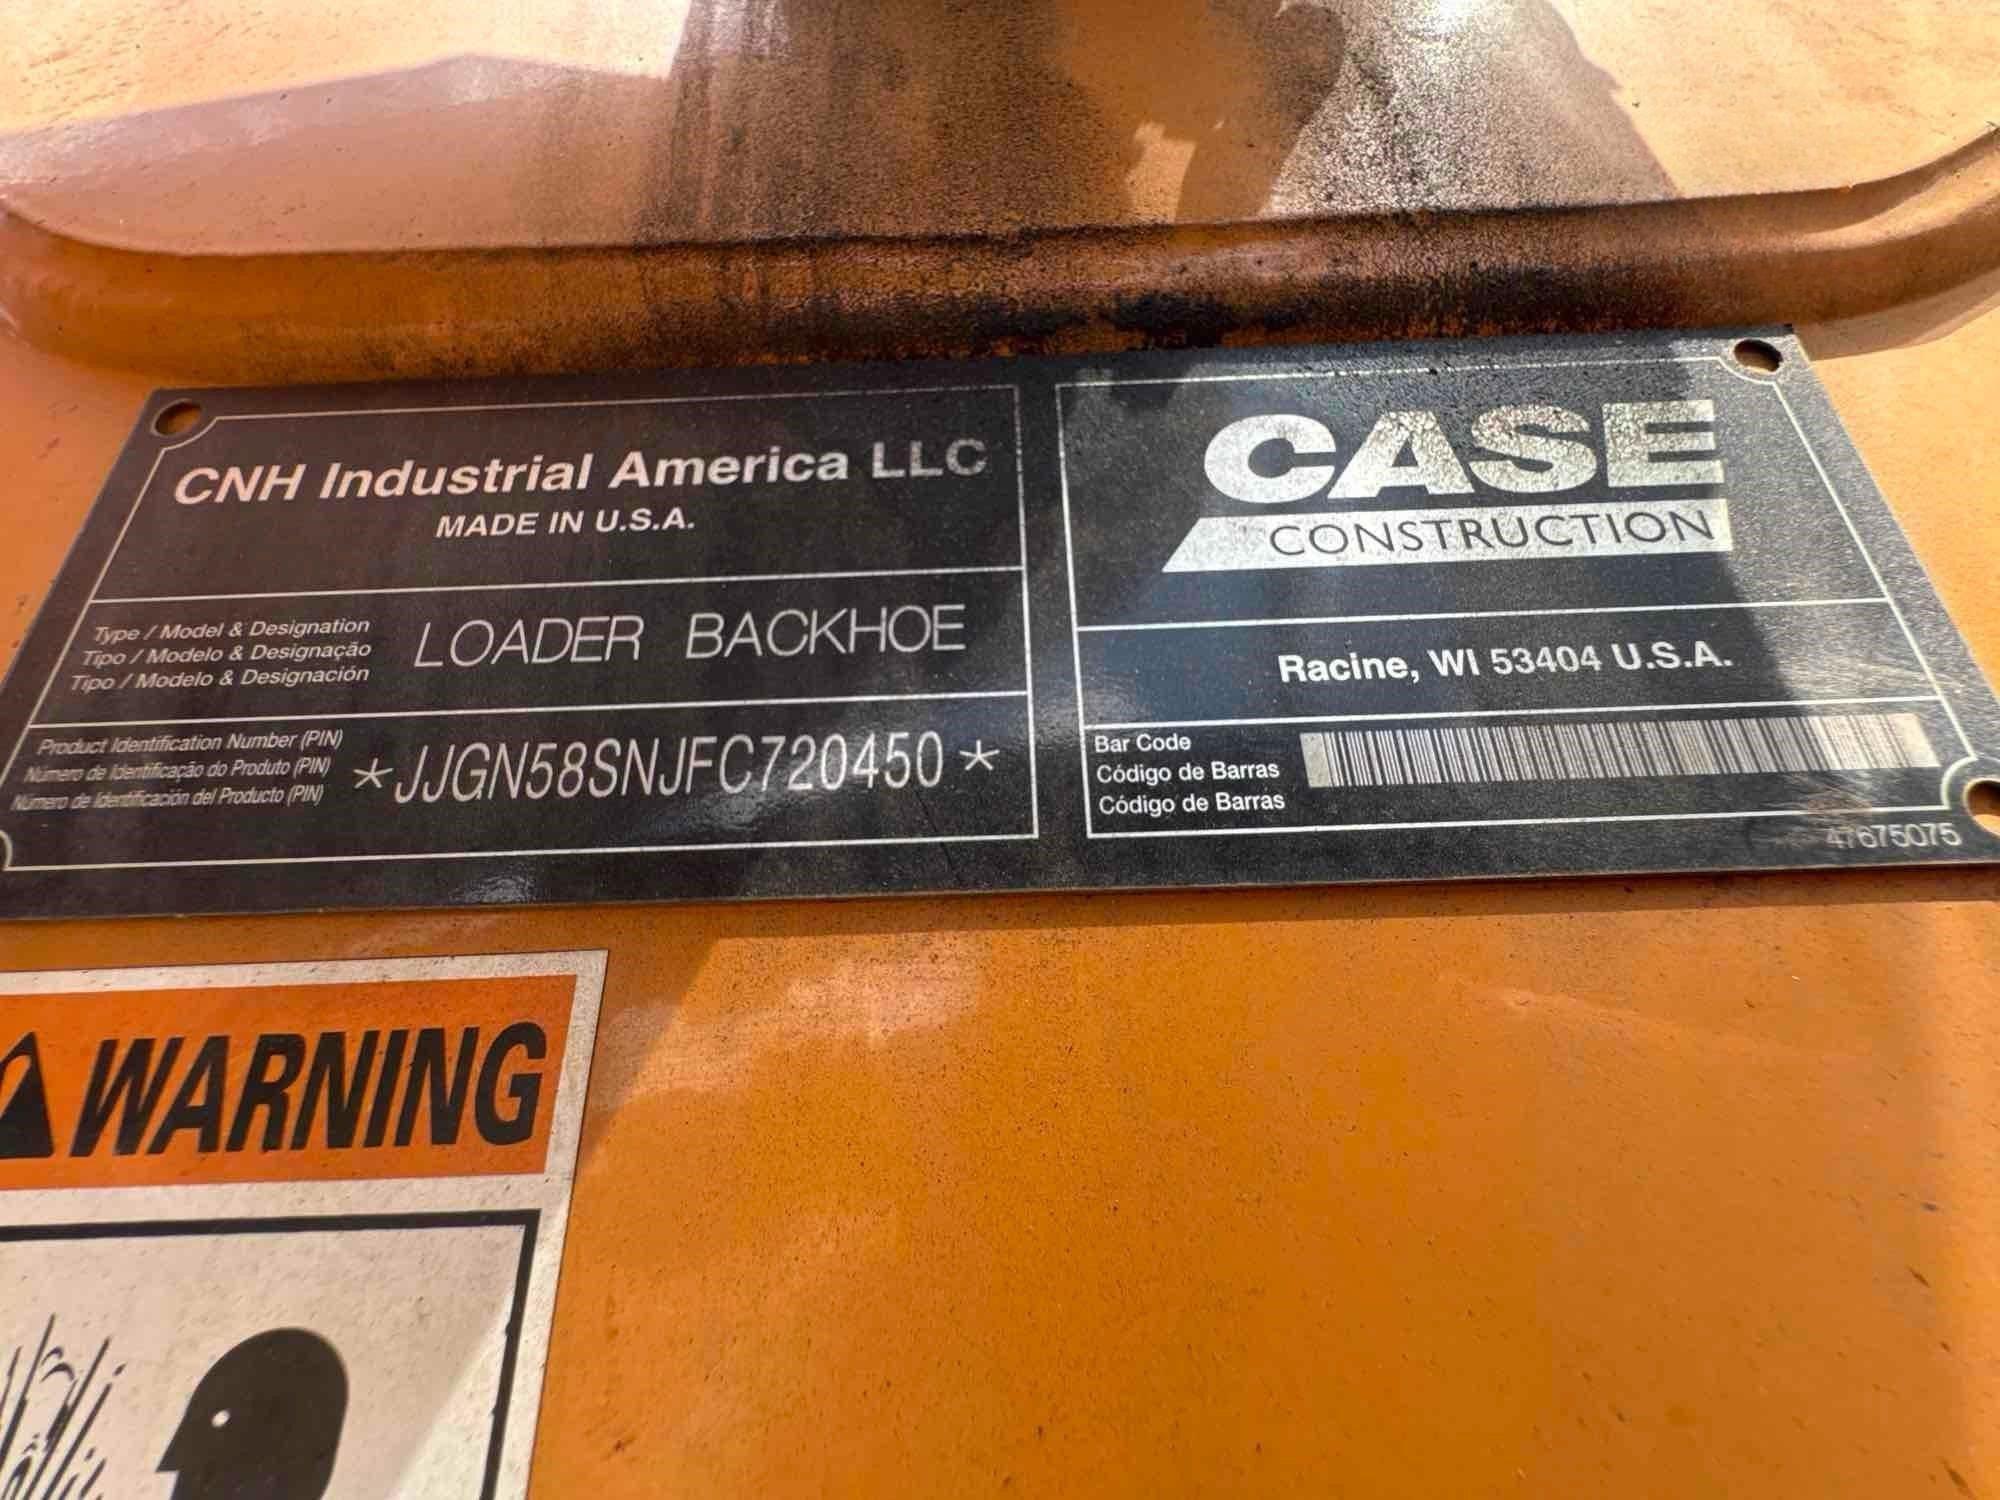 CNH Industrial America LLC
MADE IN U.S.A.
Type / Model & Designation
Tipo / Modelo & Designação
Tipo / Modelo & Designación
LOADER BACKHOE
Product Identification Number (PIN)
Número de Identificação do Produto (PIN)
Número de Identificación del Producto (PIN)
*JJGN58SNJFC720450*
CASE
CONSTRUCTION
Racine, WI 53404 U.S.A.
Bar Code
Código de Barras
Código de Barras
47675075
WARNING